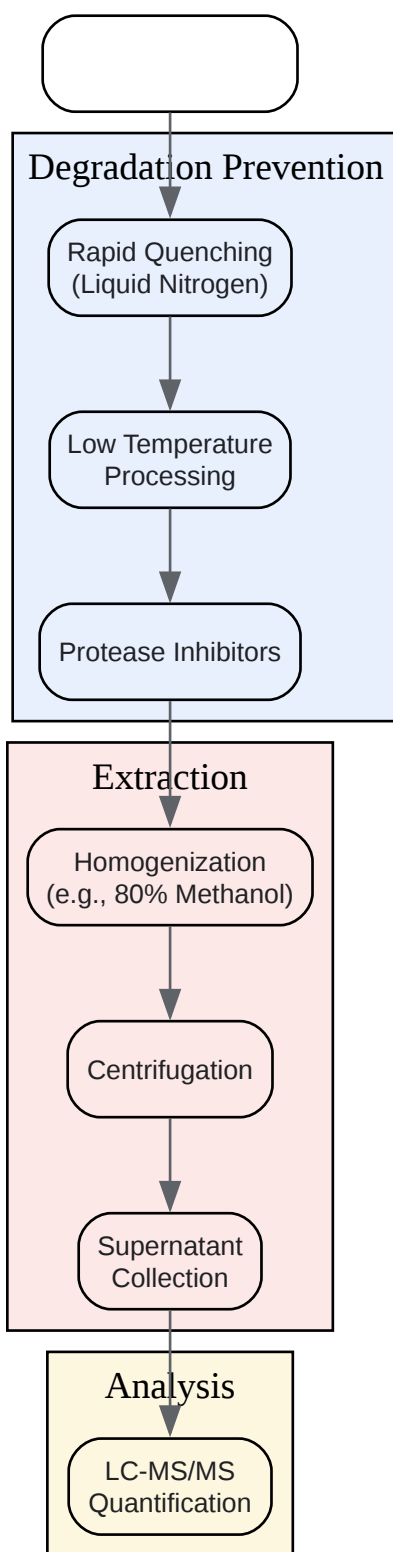 Degradation Prevention
Rapid Quenching
(Liquid Nitrogen)
Low Temperature
Processing
Protease Inhibitors
Extraction
Homogenization
(e.g., 80% Methanol)
Centrifugation
Supernatant
Collection
Analysis
LC-MS/MS
Quantification